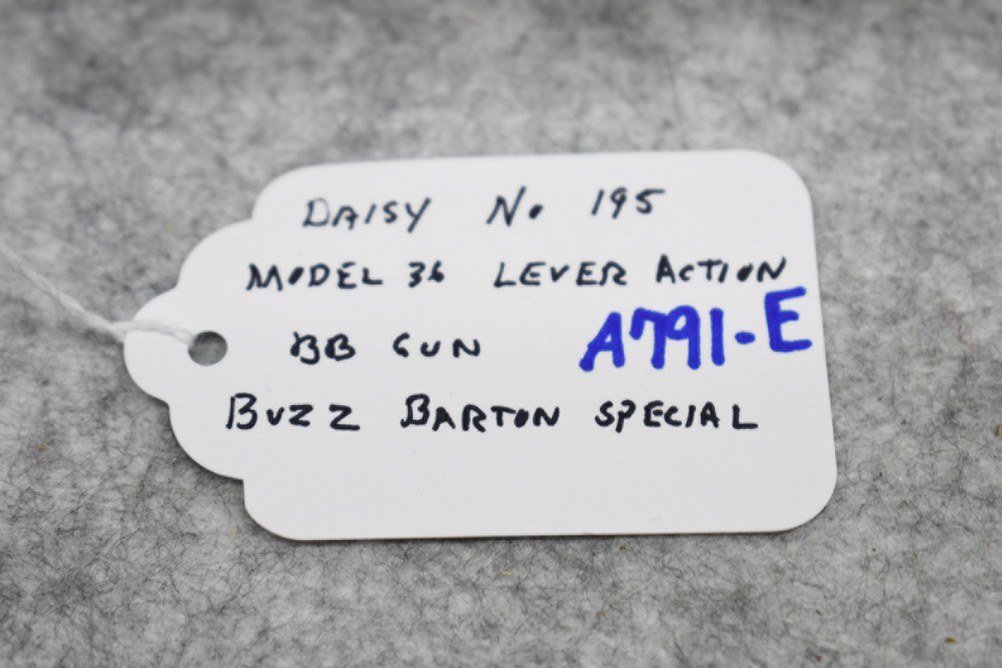 DAISY No 195
MODEL 36 LEVER ACTION
BB GUN
A791-E
BUZZ BARTON SPECIAL